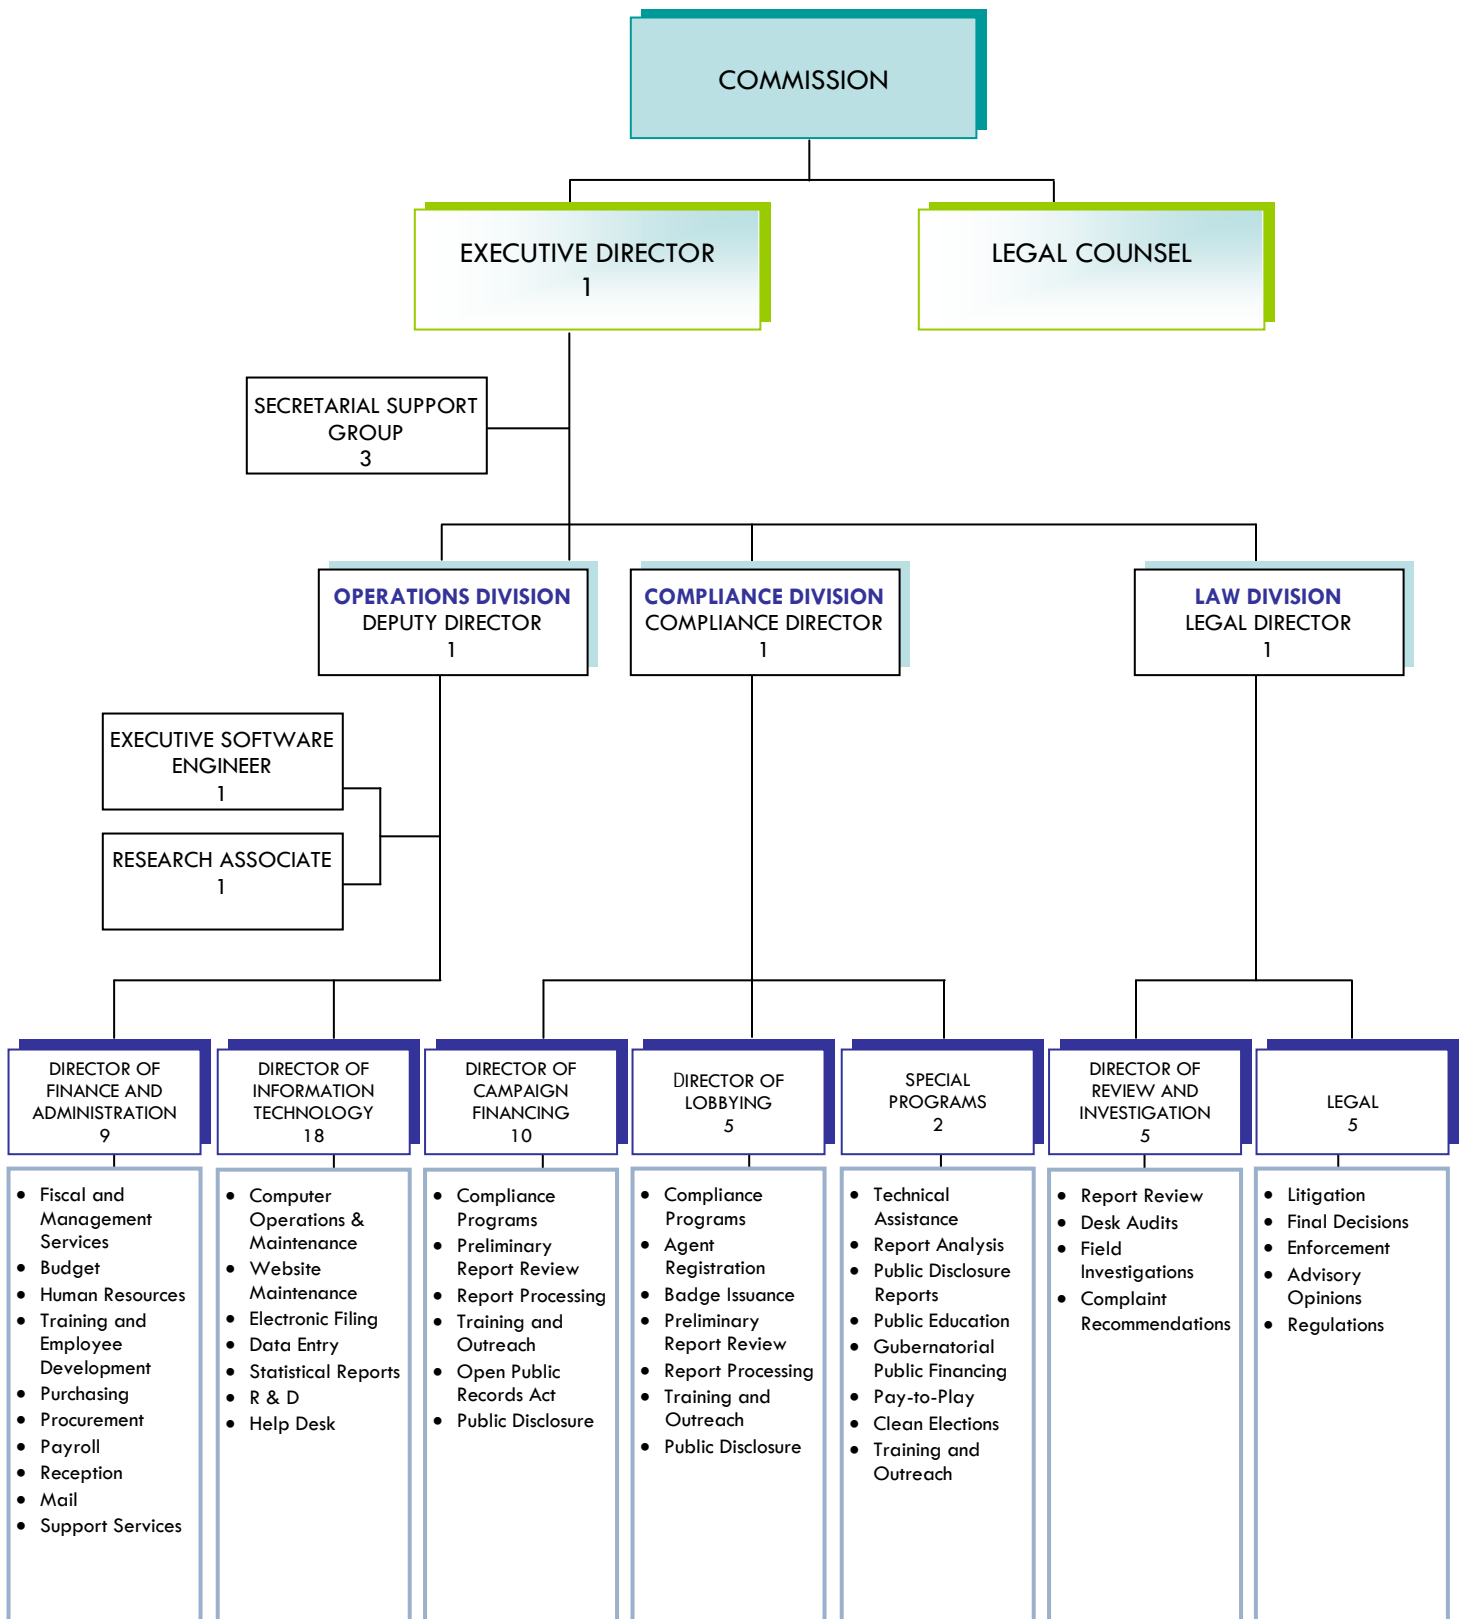 COMMISSION
EXECUTIVE DIRECTOR
1
LEGAL COUNSEL
SECRETARIAL SUPPORT
GROUP
3
OPERATIONS DIVISION
DEPUTY DIRECTOR
1
COMPLIANCE DIVISION
COMPLIANCE DIRECTOR
1
LAW DIVISION
LEGAL DIRECTOR
1
EXECUTIVE SOFTWARE
ENGINEER
1
RESEARCH ASSOCIATE
1
DIRECTOR OF
FINANCE AND
ADMINISTRATION
9
DIRECTOR OF
INFORMATION
TECHNOLOGY
18
DIRECTOR OF
CAMPAIGN
FINANCING
10
DIRECTOR OF
LOBBYING
5
SPECIAL
PROGRAMS
2
DIRECTOR OF
REVIEW AND
INVESTIGATION
5
LEGAL
5
• Fiscal and
Management
Services
• Budget
• Human Resources
• Training and
Employee
Development
• Purchasing
• Procurement
• Payroll
• Reception
• Mail
• Support Services
• Computer
Operations &
Maintenance
• Website
Maintenance
• Electronic Filing
• Data Entry
• Statistical Reports
• R & D
• Help Desk
• Compliance
Programs
• Preliminary
Report Review
• Report Processing
• Training and
Outreach
• Open Public
Records Act
• Public Disclosure
• Compliance
Programs
• Agent
Registration
• Badge Issuance
• Preliminary
Report Review
• Report Processing
• Training and
Outreach
• Public Disclosure
• Technical
Assistance
• Report Analysis
• Public Disclosure
Reports
• Public Education
• Gubernatorial
Public Financing
• Pay-to-Play
• Clean Elections
• Training and
Outreach
• Report Review
• Desk Audits
• Field
Investigations
• Complaint
Recommendations
• Litigation
• Final Decisions
• Enforcement
• Advisory
Opinions
• Regulations